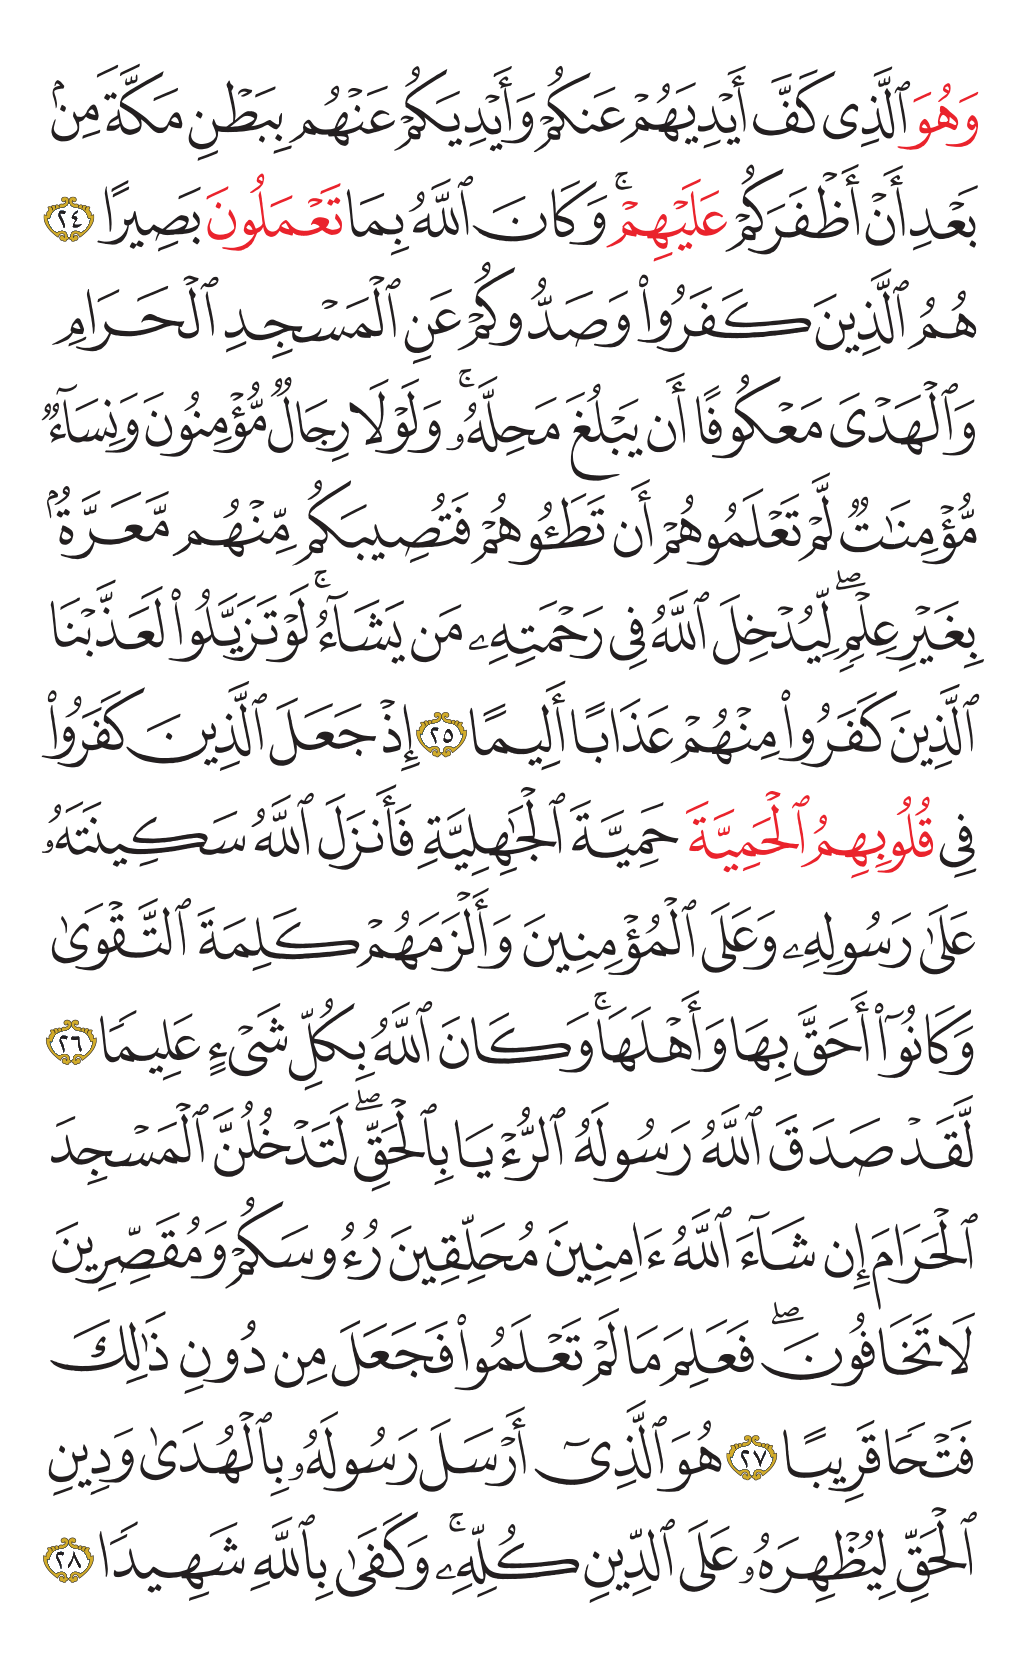 وَهُوَ ٱلَّذِى كَفَّ أَيۡدِيَهُمۡ عَنكُمۡ وَأَيۡدِيَكُمۡ عَنۡهُم بِبَطۡنِ مَكَّةَ مِنۢ
بَعۡدِ أَنۡ أَظۡفَرَكُمۡ عَلَيۡهِمۡۚ وَكَانَ ٱللَّهُ بِمَا تَعۡمَلُونَ بَصِيرًا ٢٤
هُمُ ٱلَّذِينَ كَفَرُواْ وَصَدُّوكُمۡ عَنِ ٱلۡمَسۡجِدِ ٱلۡحَرَامِ
وَٱلۡهَدۡىَ مَعۡكُوفًا أَن يَبۡلُغَ مَحِلَّهُۥۚ وَلَوۡلَا رِجَالٌ مُّؤۡمِنُونَ وَنِسَآءٌ
مُّؤۡمِنَٰتٌ لَّمۡ تَعۡلَمُوهُمۡ أَن تَطَـُٔوهُمۡ فَتُصِيبَكُم مِّنۡهُم مَّعَرَّةُۢ
بِغَيۡرِ عِلۡمٍۖ لِّيُدۡخِلَ ٱللَّهُ فِى رَحۡمَتِهِۦ مَن يَشَآءُۚ لَوۡ تَزَيَّلُواْ لَعَذَّبۡنَا
ٱلَّذِينَ كَفَرُواْ مِنۡهُمۡ عَذَابًا أَلِيمًا ٢٥ إِذۡ جَعَلَ ٱلَّذِينَ كَفَرُواْ
فِى قُلُوبِهِمُ ٱلۡحَمِيَّةَ حَمِيَّةَ ٱلۡجَٰهِلِيَّةِ فَأَنزَلَ ٱللَّهُ سَكِينَتَهُۥ
عَلَىٰ رَسُولِهِۦ وَعَلَى ٱلۡمُؤۡمِنِينَ وَأَلۡزَمَهُمۡ كَلِمَةَ ٱلتَّقۡوَىٰ
وَكَانُوٓاْ أَحَقَّ بِهَا وَأَهۡلَهَاۚ وَكَانَ ٱللَّهُ بِكُلِّ شَىۡءٍ عَلِيمًا ٢٦
لَّقَدۡ صَدَقَ ٱللَّهُ رَسُولَهُ ٱلرُّءۡيَا بِٱلۡحَقِّۖ لَتَدۡخُلُنَّ ٱلۡمَسۡجِدَ
ٱلۡحَرَامَ إِن شَآءَ ٱللَّهُ ءَامِنِينَ مُحَلِّقِينَ رُءُوسَكُمۡ وَمُقَصِّرِينَ
لَا تَخَافُونَۖ فَعَلِمَ مَا لَمۡ تَعۡلَمُواْ فَجَعَلَ مِن دُونِ ذَٰلِكَ
فَتۡحًا قَرِيبًا ٢٧ هُوَ ٱلَّذِىٓ أَرۡسَلَ رَسُولَهُۥ بِٱلۡهُدَىٰ وَدِينِ
ٱلۡحَقِّ لِيُظۡهِرَهُۥ عَلَى ٱلدِّينِ كُلِّهِۦۚ وَكَفَىٰ بِٱللَّهِ شَهِيدًا ٢٨